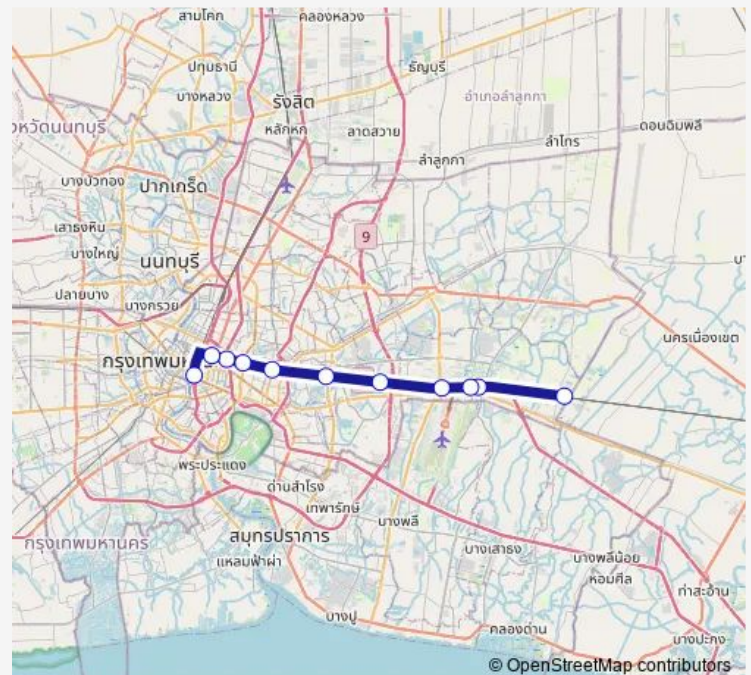 สามโคก
คลองหลวง
ปทุมธานี
ธัญบุรี
บางหลวง
รังสิต
อำเภอลำลูกกา
หลักหก
ลาดสวาย
ดอนฉิมพลี
ลำไทร
ลำลูกกา
บางบัวทอง
ปากเกร็ด
เสาธงหิน
บางใหญ่
9
นนทบุรี
ปลายบาง
บางกรวย
นครเนื่องเขต
กรุงเทพมห
พระประแดง
ด่านสำโรง
เทพารักษ์
บางพลี
สมุทรปราการ
กรุงเทพมหานคร
แหลมฟ้าผ่า
บางเสาธง
บางพลีน้อย
หอมศีล
ท่าสะอ้าน
บางปู
คลองด่าน
บางปะกง
© OpenStreetMap contributors